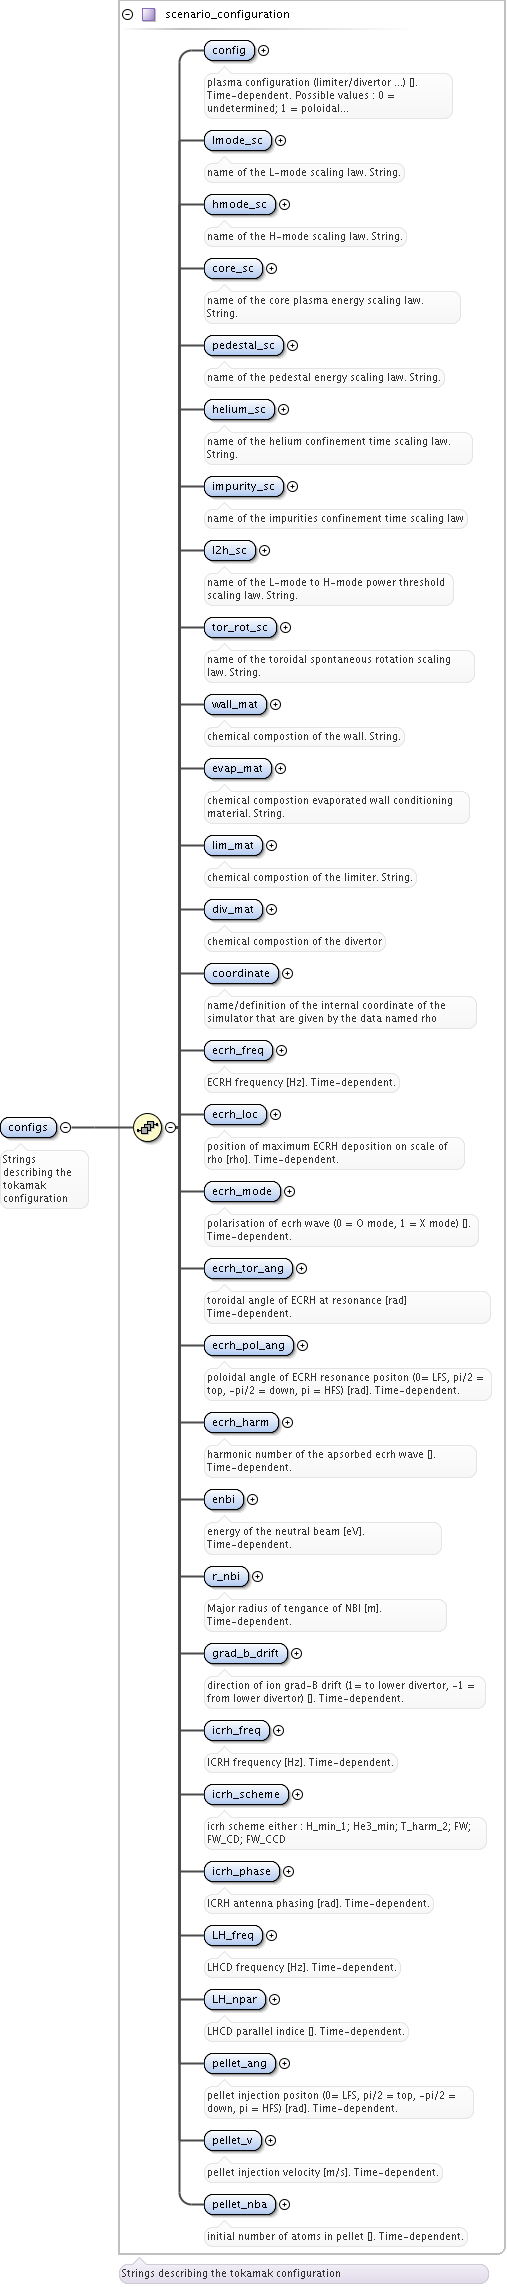 scenario_configuration
config
plasma configuration (limiter/divertor ...) [].
Time-dependent. Possible values : 0 =
undetermined; 1 = poloidal...
lmode_sc
name of the L-mode scaling law. String.
hmode_sc
name of the H-mode scaling law. String.
core_sc
name of the core plasma energy scaling law.
String.
pedestal_sc
name of the pedestal energy scaling law. String.
helium_sc
name of the helium confinement time scaling law.
String.
impurity_sc
name of the impurities confinement time scaling law
l2h_sc
name of the L-mode to H-mode power threshold
scaling law. String.
tor_rot_sc
name of the toroidal spontaneous rotation scaling
law. String.
wall_mat
chemical compostion of the wall. String.
evap_mat
chemical compostion evaporated wall conditioning
material. String.
lim_mat
chemical compostion of the limiter. String.
div_mat
chemical compostion of the divertor
coordinate
name/definition of the internal coordinate of the
simulator that are given by the data named rho
ecrh_freq
ECRH frequency [Hz]. Time-dependent.
ecrh_loc
position of maximum ECRH deposition on scale of
rho [rho]. Time-dependent.
configs
Strings
describing the
tokamak
configuration
ecrh_mode
polarisation of ecrh wave (0 = O mode, 1 = X mode) [].
Time-dependent.
ecrh_tor_ang
toroidal angle of ECRH at resonance [rad]
Time-dependent.
ecrh_pol_ang
poloidal angle of ECRH resonance positon (0= LFS, pi/2 =
top, -pi/2 = down, pi = HFS) [rad]. Time-dependent.
ecrh_harm
harmonic number of the apsorbed ecrh wave [].
Time-dependent.
enbi
energy of the neutral beam [eV].
Time-dependent.
r_nbi
Major radius of tengance of NBI [m].
Time-dependent.
grad_b_drift
direction of ion grad-B drift (1= to lower divertor, -1 =
from lower divertor) []. Time-dependent.
icrh_freq
ICRH frequency [Hz]. Time-dependent.
icrh_scheme
icrh scheme either : H_min_1; He3_min; T_harm_2; FW;
FW_CD; FW_CCD
icrh_phase
ICRH antenna phasing [rad]. Time-dependent.
LH_freq
LHCD frequency [Hz]. Time-dependent.
LH_npar
LHCD parallel indice []. Time-dependent.
pellet_ang
pellet injection positon (0= LFS, pi/2 = top, -pi/2 =
down, pi = HFS) [rad]. Time-dependent.
pellet_v
pellet injection velocity [m/s]. Time-dependent.
pellet_nba
initial number of atoms in pellet []. Time-dependent.
Strings describing the tokamak configuration